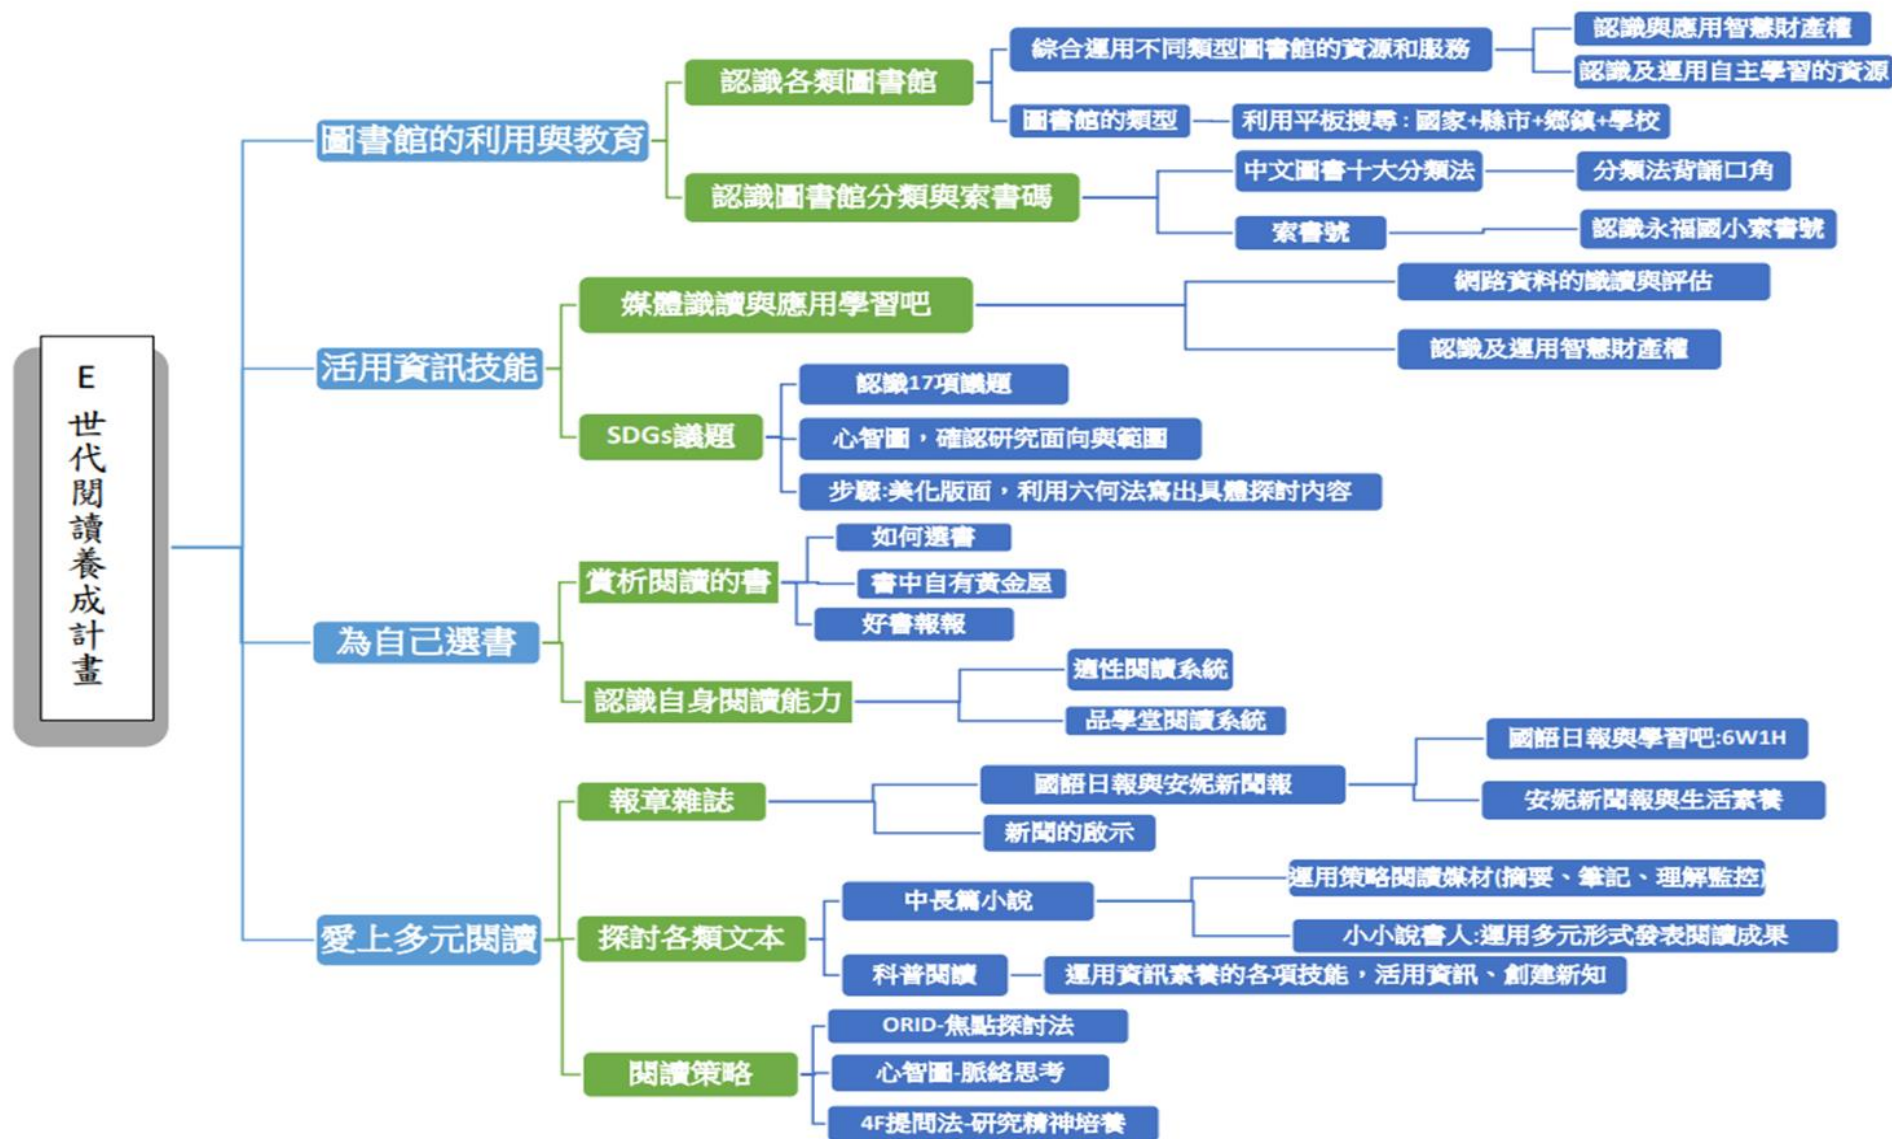 E世代閱讀養成計畫
圖書館的利用與教育
認識各類圖書館
綜合運用不同類型圖書館的資源和服務
認識與應用智慧財產權
認識及運用自主學習的資源
圖書館的類型
利用平板搜尋：國家+縣市+鄉鎮+學校
認識圖書館分類與索書碼
中文圖書十大分類法
分類法背誦口角
索書號
認識永福國小索書號
活用資訊技能
媒體識讀與應用學習吧
網路資料的識讀與評估
認識及運用智慧財產權
SDGs議題
認識17項議題
心智圖，確認研究面向與範圍
步驟:美化版面，利用六何法寫出具體探討內容
為自己選書
賞析閱讀的書
如何選書
書中自有黃金屋
好書報報
認識自身閱讀能力
適性閱讀系統
品學堂閱讀系統
愛上多元閱讀
報章雜誌
國語日報與安妮新聞報
國語日報與學習吧:6W1H
安妮新聞報與生活素養
新聞的啟示
探討各類文本
中長篇小說
運用策略閱讀媒材(摘要、筆記、理解監控)
小小說書人:運用多元形式發表閱讀成果
科普閱讀
運用資訊素養的各項技能，活用資訊、創建新知
閱讀策略
ORID-焦點探討法
心智圖-脈絡思考
4F提問法-研究精神培養